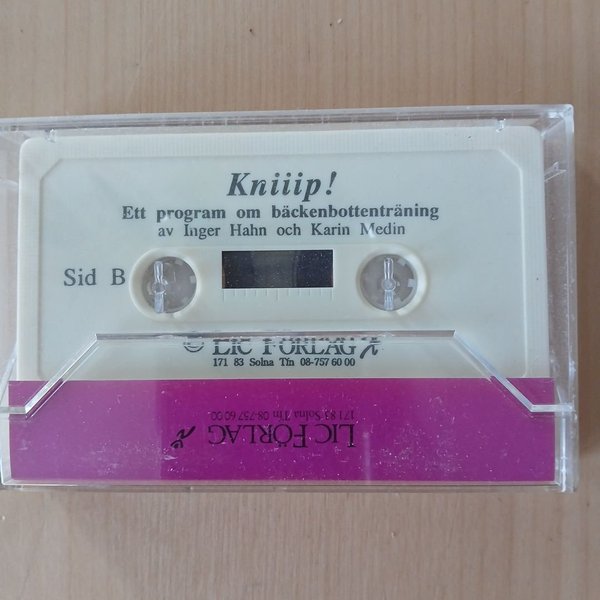 Kniiip!
Ett program om bäckenbottenträning
av Inger Hahn och Karin Medin
Sid B
LIC FÖRLAG
171 83 Solna Tfn 08-757 60 00
LIC FÖRLAG
171 83 Solna Tfn 08-757 60 00